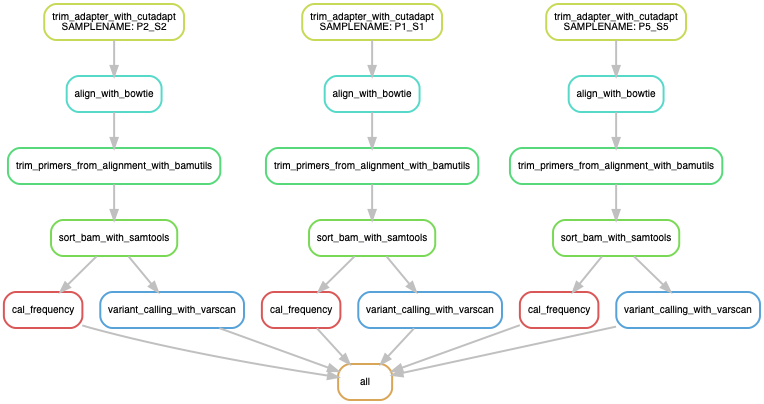 trim_adapter_with_cutadapt
SAMPLENAME: P2_S2
trim_adapter_with_cutadapt
SAMPLENAME: P1_S1
trim_adapter_with_cutadapt
SAMPLENAME: P5_S5
align_with_bowtie
align_with_bowtie
align_with_bowtie
trim_primers_from_alignment_with_bamutils
trim_primers_from_alignment_with_bamutils
trim_primers_from_alignment_with_bamutils
sort_bam_with_samtools
sort_bam_with_samtools
sort_bam_with_samtools
cal_frequency
variant_calling_with_varscan
cal_frequency
variant_calling_with_varscan
cal_frequency
variant_calling_with_varscan
all